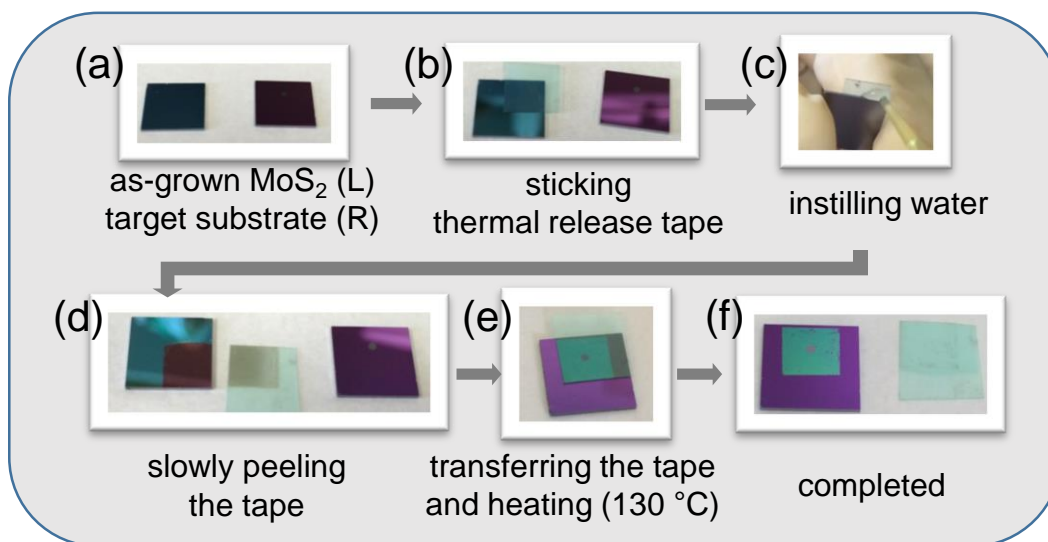 (a)
as-grown MoS₂ (L)
target substrate (R)
(b)
sticking
thermal release tape
(c)
instilling water
(d)
slowly peeling
the tape
(e)
transferring the tape
and heating (130 °C)
(f)
completed